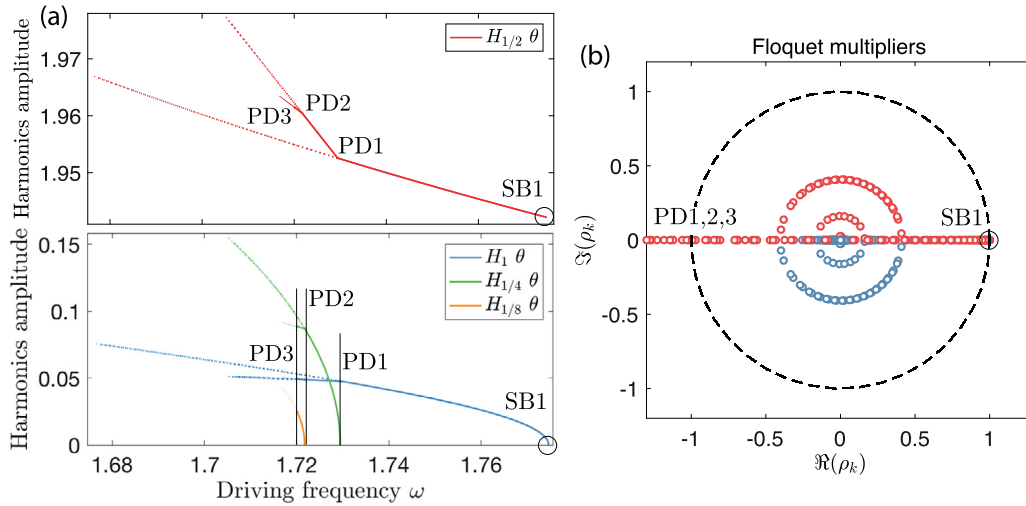 (a)
Harmonics amplitude
1.97
1.96
1.95
H1/2 θ
PD3
PD2
PD1
SB1
Harmonics amplitude
0.15
0.1
0.05
0
H1 θ
H1/4 θ
H1/8 θ
PD2
PD3
PD1
SB1
1.68
1.7
1.72
1.74
1.76
Driving frequency ω
(b)
Floquet multipliers
ℑ(ρk)
1
0.5
0
-0.5
-1
PD1,2,3
SB1
-1
-0.5
0
0.5
1
ℜ(ρk)